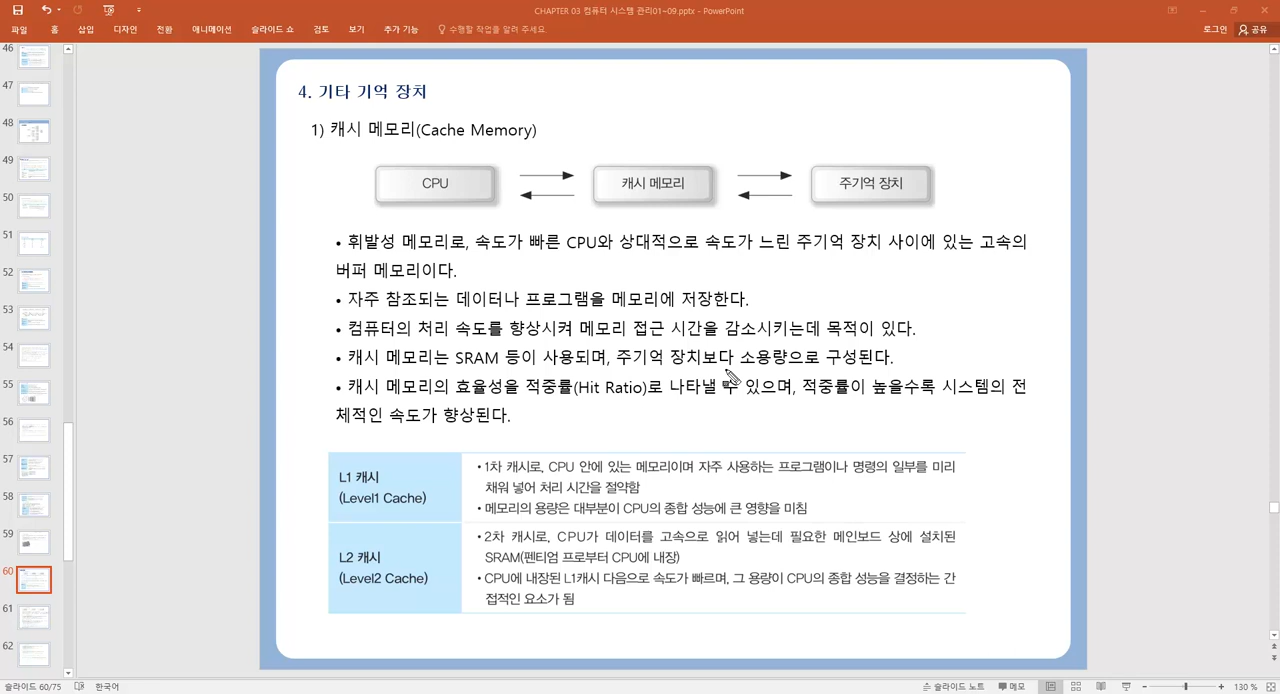 CHAPTER 03 컴퓨터 시스템 관리01~09.pptx - PowerPoint
파일 홈 삽입 디자인 전환 애니메이션 슬라이드 쇼 검토 보기 추가 기능 수행할 작업을 알려 주세요. 로그인 공유
46
47
48
49
50
51
52
53
54
55
56
57
58
59
60
61
62
4. 기타 기억 장치
1) 캐시 메모리(Cache Memory)
CPU 캐시 메모리 주기억 장치
• 휘발성 메모리로, 속도가 빠른 CPU와 상대적으로 속도가 느린 주기억 장치 사이에 있는 고속의
버퍼 메모리이다.
• 자주 참조되는 데이터나 프로그램을 메모리에 저장한다.
• 컴퓨터의 처리 속도를 향상시켜 메모리 접근 시간을 감소시키는데 목적이 있다.
• 캐시 메모리는 SRAM 등이 사용되며, 주기억 장치보다 소용량으로 구성된다.
• 캐시 메모리의 효율성을 적중률(Hit Ratio)로 나타낼 수 있으며, 적중률이 높을수록 시스템의 전
체적인 속도가 향상된다.
L1 캐시
(Level1 Cache)
• 1차 캐시로, CPU 안에 있는 메모리이며 자주 사용하는 프로그램이나 명령의 일부를 미리
채워 넣어 처리 시간을 절약함
• 메모리의 용량은 대부분이 CPU의 종합 성능에 큰 영향을 미침
L2 캐시
(Level2 Cache)
• 2차 캐시로, CPU가 데이터를 고속으로 읽어 넣는데 필요한 메인보드 상에 설치된
SRAM(펜티엄 프로부터 CPU에 내장)
• CPU에 내장된 L1캐시 다음으로 속도가 빠르며, 그 용량이 CPU의 종합 성능을 결정하는 간
접적인 요소가 됨
슬라이드 60/75 한국어 슬라이드 노트 메모 130 %